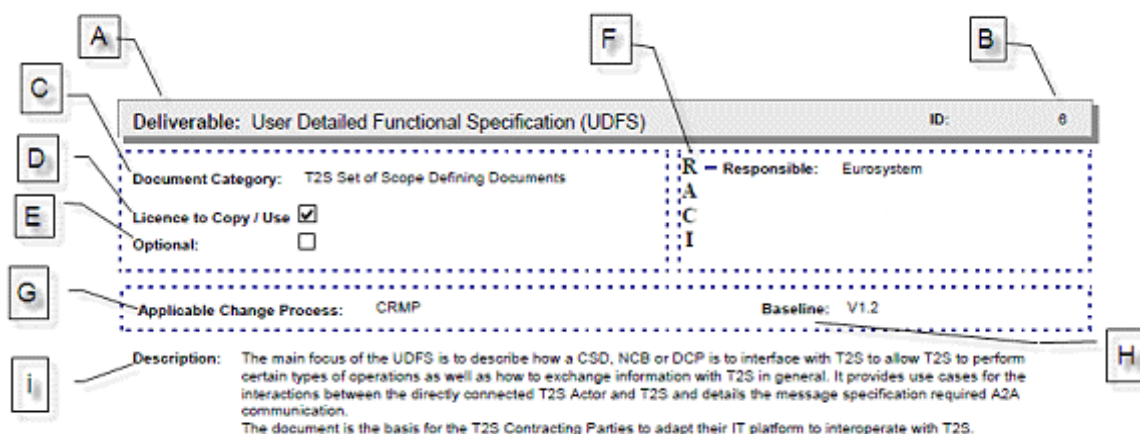 A
F
B
C
Deliverable: User Detailed Functional Specification (UDFS) ID: 6
D
Document Category: T2S Set of Scope Defining Documents
R – Responsible: Eurosystem
A
E
Licence to Copy / Use
C
Optional:
I
G
Applicable Change Process: CRMP Baseline: V1.2
H
i
Description: The main focus of the UDFS is to describe how a CSD, NCB or DCP is to interface with T2S to allow T2S to perform
certain types of operations as well as how to exchange information with T2S in general. It provides use cases for the
interactions between the directly connected T2S Actor and T2S and details the message specification required A2A
communication.
The document is the basis for the T2S Contracting Parties to adapt their IT platform to interoperate with T2S.